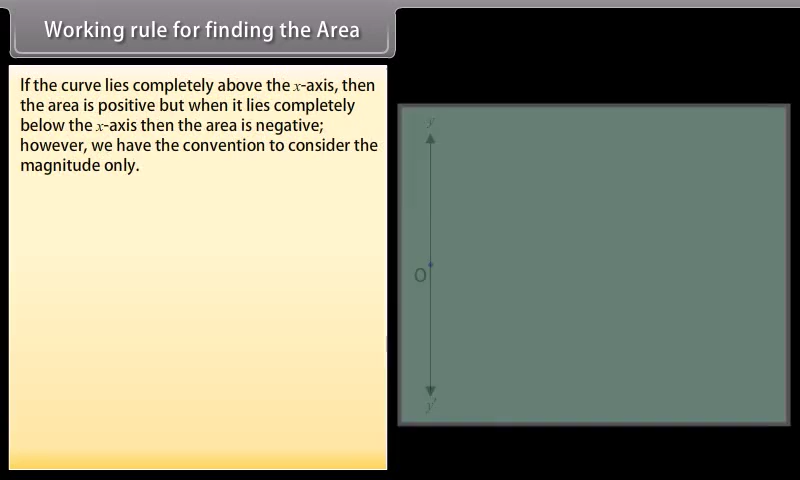 Working rule for finding the Area
If the curve lies completely above the x-axis, then
the area is positive but when it lies completely
below the x-axis then the area is negative;
however, we have the convention to consider the
magnitude only.
y
O
y'